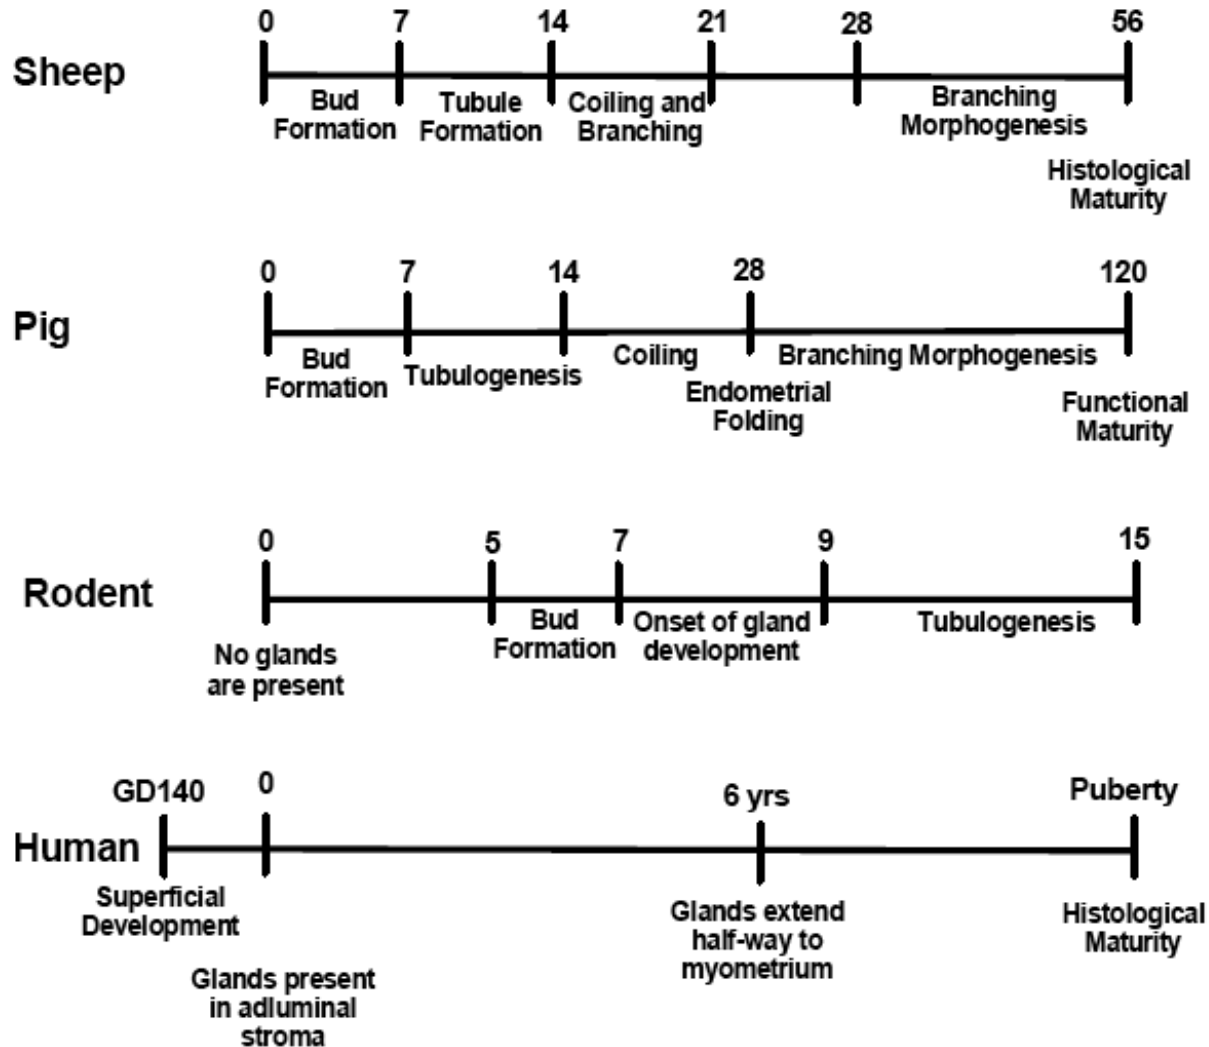 0 7 14 21 28 56
Sheep
Bud
Formation
Tubule
Formation
Coiling and
Branching
Branching
Morphogenesis
Histological
Maturity
0 7 14 28 120
Pig
Bud
Formation
Tubulogenesis
Coiling
Endometrial
Folding
Branching Morphogenesis
Functional
Maturity
0 5 7 9 15
Rodent
No glands
are present
Bud
Formation
Onset of gland
development
Tubulogenesis
GD140 0 6 yrs Puberty
Human
Superficial
Development
Glands present
in adluminal
stroma
Glands extend
half-way to
myometrium
Histological
Maturity